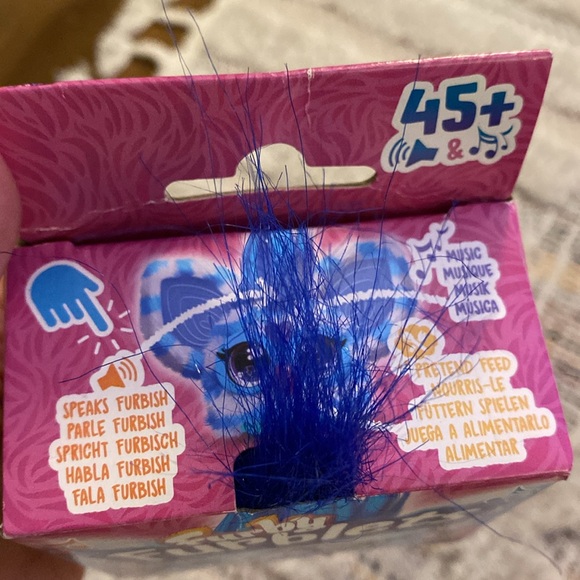 45+
&
MUSIC
MUSIQUE
MUSIK
MÚSICA
SPEAKS FURBISH
PARLE FURBISH
SPRICHT FURBISCH
HABLA FURBISH
FALA FURBISH
PRETEND FEED
NOURRIS-LE
FÜTTERN SPIELEN
JUEGA A ALIMENTARLO
ALIMENTAR
Furby